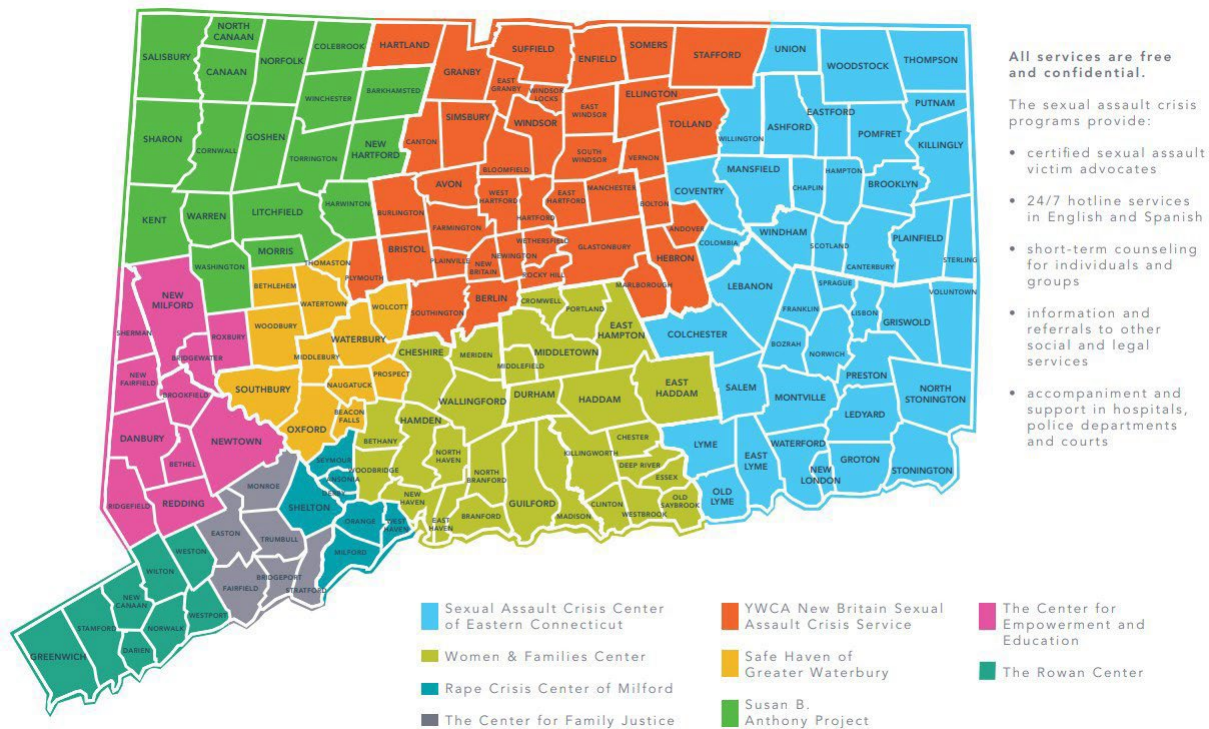 NORTH
CANAAN
COLEBROOK
SALISBURY
CANAAN
NORFOLK
HARTLAND
SUFFIELD
ENFIELD
SOMERS
STAFFORD
UNION
WOODSTOCK
THOMPSON
GRANBY
EAST
GRANBY
WINDSOR
LOCKS
WINCHESTER
BARKHAMSTED
ELLINGTON
EAST
WINDSOR
PUTNAM
SHARON
CORNWALL
GOSHEN
TORRINGTON
NEW
HARTFORD
CANTON
SIMSBURY
WINDSOR
TOLLAND
WILLINGTON
ASHFORD
EASTFORD
POMFRET
KILLINGLY
BLOOMFIELD
SOUTH
WINDSOR
VERNON
MANSFIELD
CHAPLIN
HAMPTON
BROOKLYN
KENT
WARREN
LITCHFIELD
HARWINTON
BURLINGTON
AVON
WEST
HARTFORD
HARTFORD
EAST
HARTFORD
MANCHESTER
BOLTON
COVENTRY
FARMINGTON
ANDOVER
COLOMBIA
WINDHAM
SCOTLAND
CANTERBURY
PLAINFIELD
STERLING
MORRIS
WASHINGTON
THOMASTON
PLYMOUTH
BRISTOL
PLAINVILLE
NEW
BRITAIN
NEWINGTON
WETHERSFIELD
ROCKY HILL
GLASTONBURY
HEBRON
MARLBOROUGH
NEW
MILFORD
BETHLEHEM
WATERTOWN
WOLCOTT
SOUTHINGTON
BERLIN
CROMWELL
PORTLAND
EAST
HAMPTON
LEBANON
FRANKLIN
SPRAGUE
LISBON
GRISWOLD
VOLUNTOWN
SHERMAN
ROXBURY
WOODBURY
WATERBURY
COLCHESTER
BOZRAH
NORWICH
BRIDGEWATER
MIDDLEBURY
CHESHIRE
MERIDEN
MIDDLETOWN
MIDDLEFIELD
NEW
FAIRFIELD
BROOKFIELD
SOUTHBURY
NAUGATUCK
PROSPECT
WALLINGFORD
DURHAM
HADDAM
EAST
HADDAM
SALEM
MONTVILLE
PRESTON
NORTH
STONINGTON
LEDYARD
DANBURY
NEWTOWN
OXFORD
BEACON
FALLS
BETHANY
HAMDEN
CHESTER
LYME
EAST
LYME
WATERFORD
GROTON
STONINGTON
BETHEL
SEYMOUR
ANSONIA
DERBY
WOODBRIDGE
NORTH
HAVEN
NORTH
BRANFORD
KILLINGWORTH
DEEP RIVER
ESSEX
NEW
LONDON
RIDGEFIELD
REDDING
MONROE
SHELTON
NEW
HAVEN
GUILFORD
CLINTON
WESTBROOK
OLD
SAYBROOK
OLD
LYME
EASTON
TRUMBULL
ORANGE
WEST
HAVEN
EAST
HAVEN
BRANFORD
MADISON
WESTON
WILTON
MILFORD
FAIRFIELD
BRIDGEPORT
STRATFORD
NEW
CANAAN
WESTPORT
NORWALK
STAMFORD
DARIEN
GREENWICH
All services are free
and confidential.
The sexual assault crisis
programs provide:
• certified sexual assault
victim advocates
• 24/7 hotline services
in English and Spanish
• short-term counseling
for individuals and
groups
• information and
referrals to other
social and legal
services
• accompaniment and
support in hospitals,
police departments
and courts
Sexual Assault Crisis Center
of Eastern Connecticut
Women & Families Center
Rape Crisis Center of Milford
The Center for Family Justice
YWCA New Britain Sexual
Assault Crisis Service
Safe Haven of
Greater Waterbury
Susan B.
Anthony Project
The Center for
Empowerment and
Education
The Rowan Center